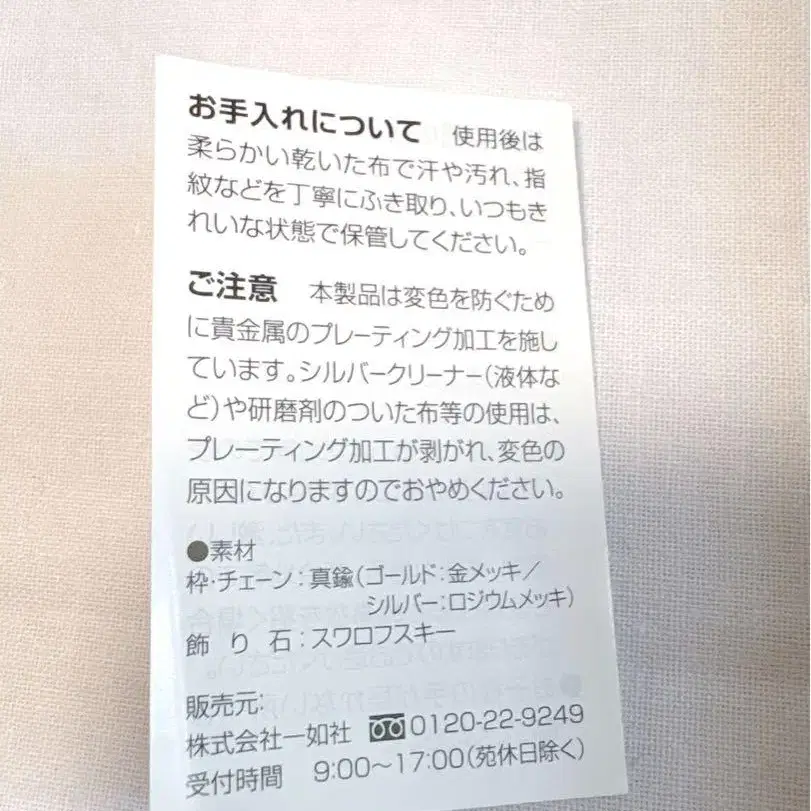 お手入れについて　使用後は
柔らかい乾いた布で汗や汚れ、指
紋などを丁寧にふき取り、いつもき
れいな状態で保管してください。
ご注意　本製品は変色を防ぐため
に貴金属のプレーティング加工を施し
ています。シルバークリーナー(液体な
ど)や研磨剤のついた布等の使用は、
プレーティング加工が剥がれ、変色の
原因になりますのでおやめください。
●素材
枠・チェーン：真鍮(ゴールド：金メッキ／
シルバー：ロジウムメッキ)
飾り石：スワロフスキー
販売元:
株式会社一如社 0120-22-9249
受付時間　9:00〜17:00(苑休日除く)